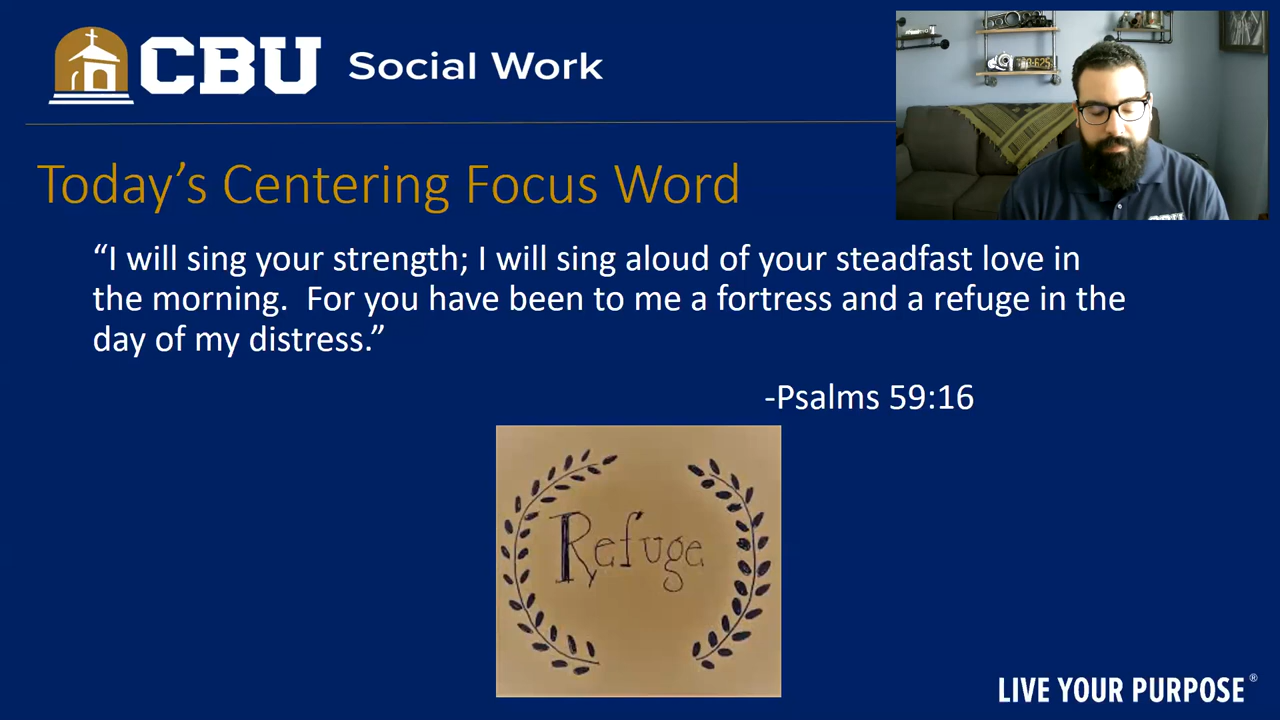 CBU Social Work
Today's Centering Focus Word
“I will sing your strength; I will sing aloud of your steadfast love in
the morning.  For you have been to me a fortress and a refuge in the
day of my distress.”
-Psalms 59:16
Refuge
LIVE YOUR PURPOSE®